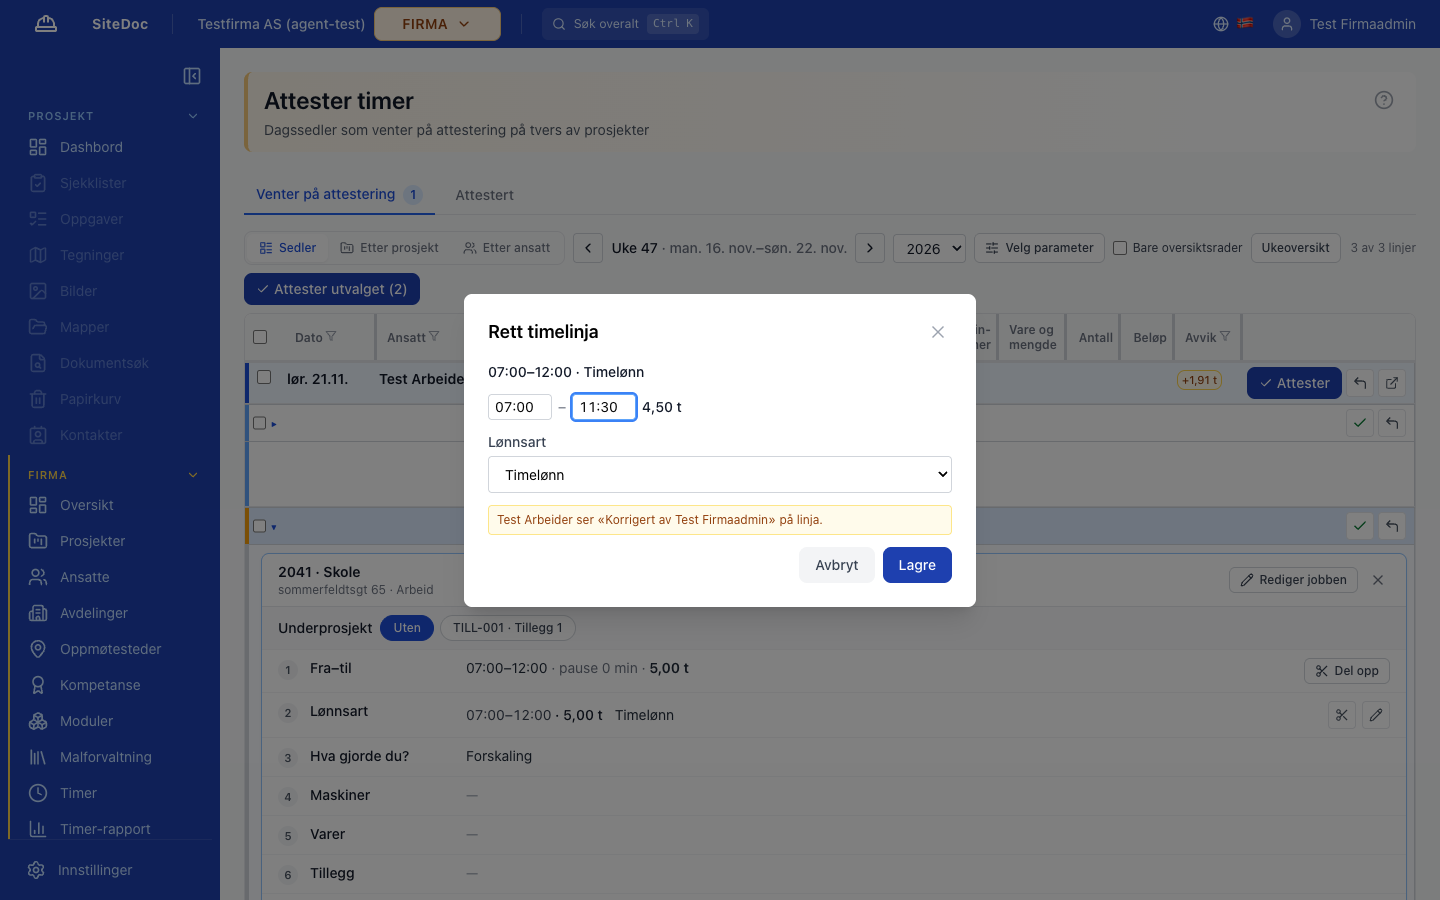 SiteDoc
Testfirma AS (agent-test)
FIRMA
Søk overalt
Ctrl K
Test Firmaadmin
PROSJEKT
Dashbord
Sjekklister
Oppgaver
Tegninger
Bilder
Mapper
Dokumentsøk
Papirkurv
Kontakter
FIRMA
Oversikt
Prosjekter
Ansatte
Avdelinger
Oppmøtesteder
Kompetanse
Moduler
Malforvaltning
Timer
Timer-rapport
Innstillinger
Attester timer
Dagssedler som venter på attestering på tvers av prosjekter
Venter på attestering 1
Attestert
Sedler
Etter prosjekt
Etter ansatt
Uke 47 · man. 16. nov.–søn. 22. nov.
2026
Velg parameter
Bare oversiktsrader
Ukeoversikt
3 av 3 linjer
Attester utvalget (2)
Dato
Ansatt
Vare og
mengde
Antall
Beløp
Avvik
lør. 21.11.
+1,91 t
Attester
Rett timelinja
07:00–12:00 · Timelønn
07:00 – 11:30 4,50 t
Lønnsart
Timelønn
Test Arbeider ser «Korrigert av Test Firmaadmin» på linja.
Avbryt
Lagre
2041 · Skole
sommerfeldtsgt 65 · Arbeid
Rediger jobben
Underprosjekt
Uten
TILL-001 · Tillegg 1
1 Fra–til 07:00–12:00 · pause 0 min · 5,00 t
Del opp
2 Lønnsart 07:00–12:00 · 5,00 t Timelønn
3 Hva gjorde du? Forskaling
4 Maskiner —
5 Varer —
6 Tillegg —